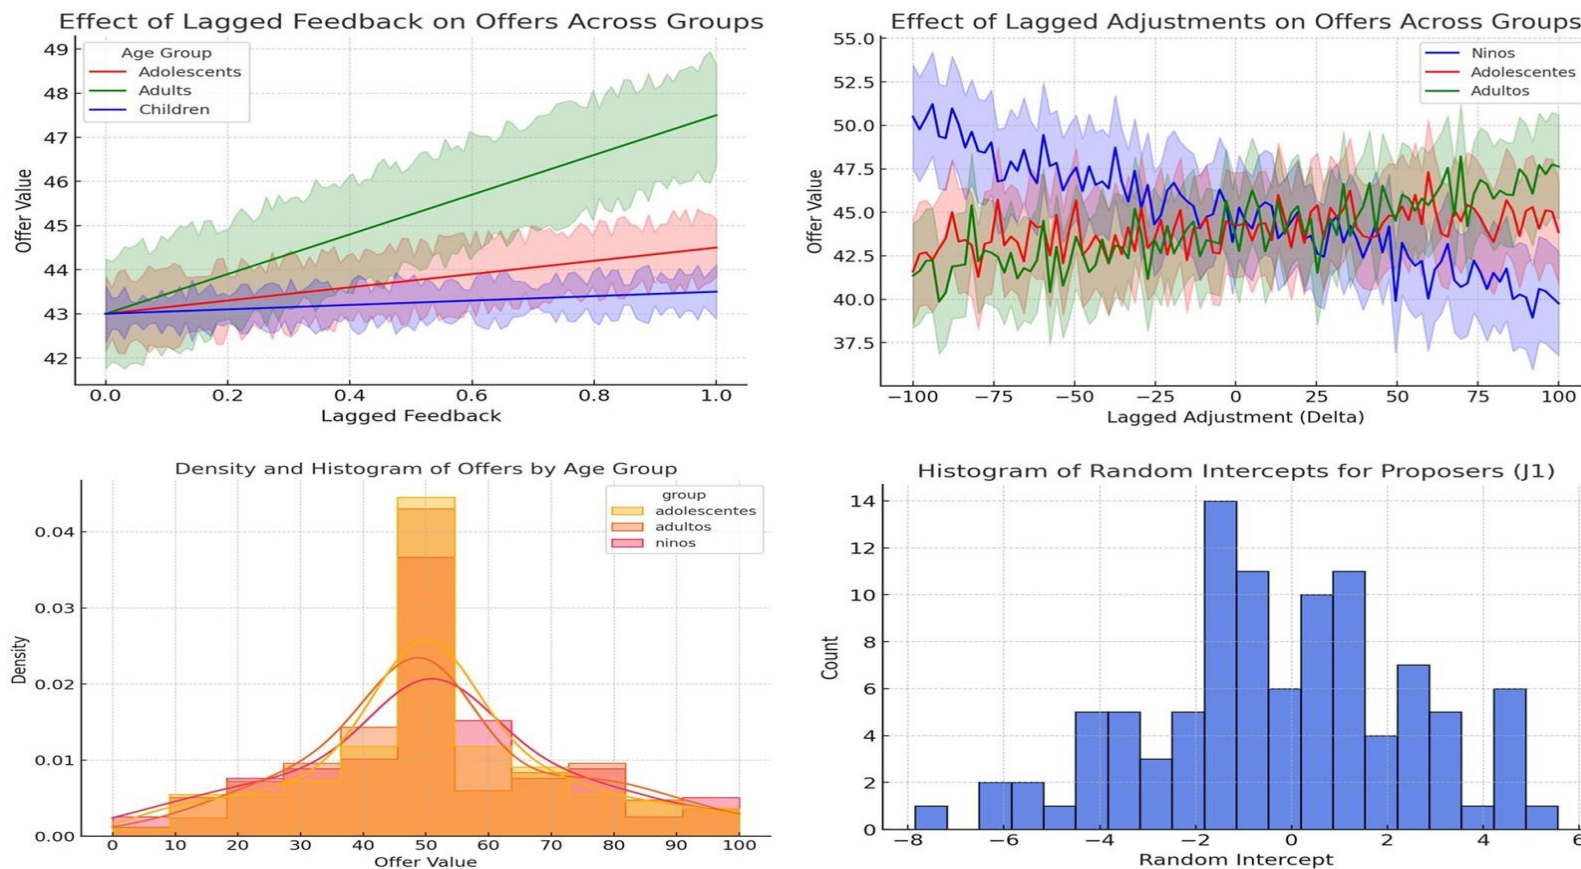 Effect of Lagged Feedback on Offers Across Groups
Offer Value
49
48
47
46
45
44
43
42
Age Group
Adolescents
Adults
Children
0.0 0.2 0.4 0.6 0.8 1.0
Lagged Feedback
Effect of Lagged Adjustments on Offers Across Groups
Offer Value
55.0
52.5
50.0
47.5
45.0
42.5
40.0
37.5
Ninos
Adolescentes
Adultos
−100 −75 −50 −25 0 25 50 75 100
Lagged Adjustment (Delta)
Density and Histogram of Offers by Age Group
Density
0.04
0.03
0.02
0.01
0.00
group
adolescentes
adultos
ninos
0 10 20 30 40 50 60 70 80 90 100
Offer Value
Histogram of Random Intercepts for Proposers (J1)
Count
14
12
10
8
6
4
2
0
−8 −6 −4 −2 0 2 4 6
Random Intercept